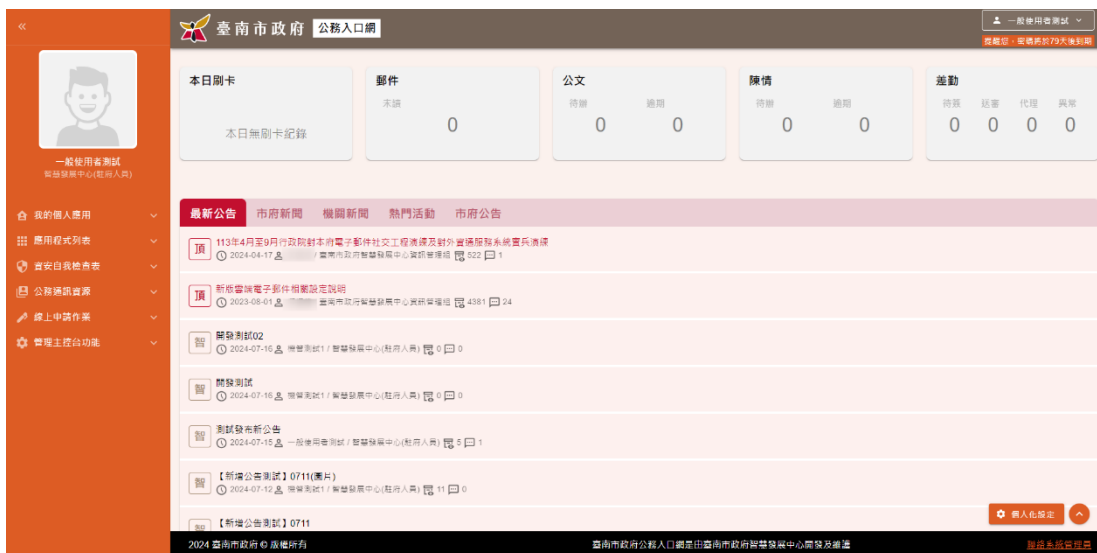 臺南市政府 公務入口網
一般使用者測試
提醒您，密碼將於79天後到期
一般使用者測試
智慧發展中心(駐府人員)
我的個人應用
應用程式列表
資安自我檢查表
公務通訊資源
線上申請作業
管理主控台功能
本日刷卡
本日無刷卡紀錄
郵件
未讀
0
公文
待辦 逾期
0 0
陳情
待辦 逾期
0 0
差勤
待簽 送審 代理 異常
0 0 0 0
最新公告 市府新聞 機關新聞 熱門活動 市府公告
頂 113年4月至9月行政院對本府電子郵件社交工程演練及對外資通服務系統實兵演練
2024-04-17 / 臺南市政府智慧發展中心資訊管理組 522 1
頂 新版雲端電子郵件相關設定說明
2023-08-01 臺南市政府智慧發展中心資訊管理組 4381 24
智 開發測試02
2024-07-16 機管測試1 / 智慧發展中心(駐府人員) 0 0
智 開發測試
2024-07-16 機管測試1 / 智慧發展中心(駐府人員) 0 0
智 測試發布新公告
2024-07-15 一般使用者測試 / 智慧發展中心(駐府人員) 5 1
智 【新增公告測試】0711(圖片)
2024-07-12 機管測試1 / 智慧發展中心(駐府人員) 11 0
智 【新增公告測試】0711
個人化設定
2024 臺南市政府 © 版權所有
臺南市政府公務入口網是由臺南市政府智慧發展中心開發及維護
聯絡系統管理員